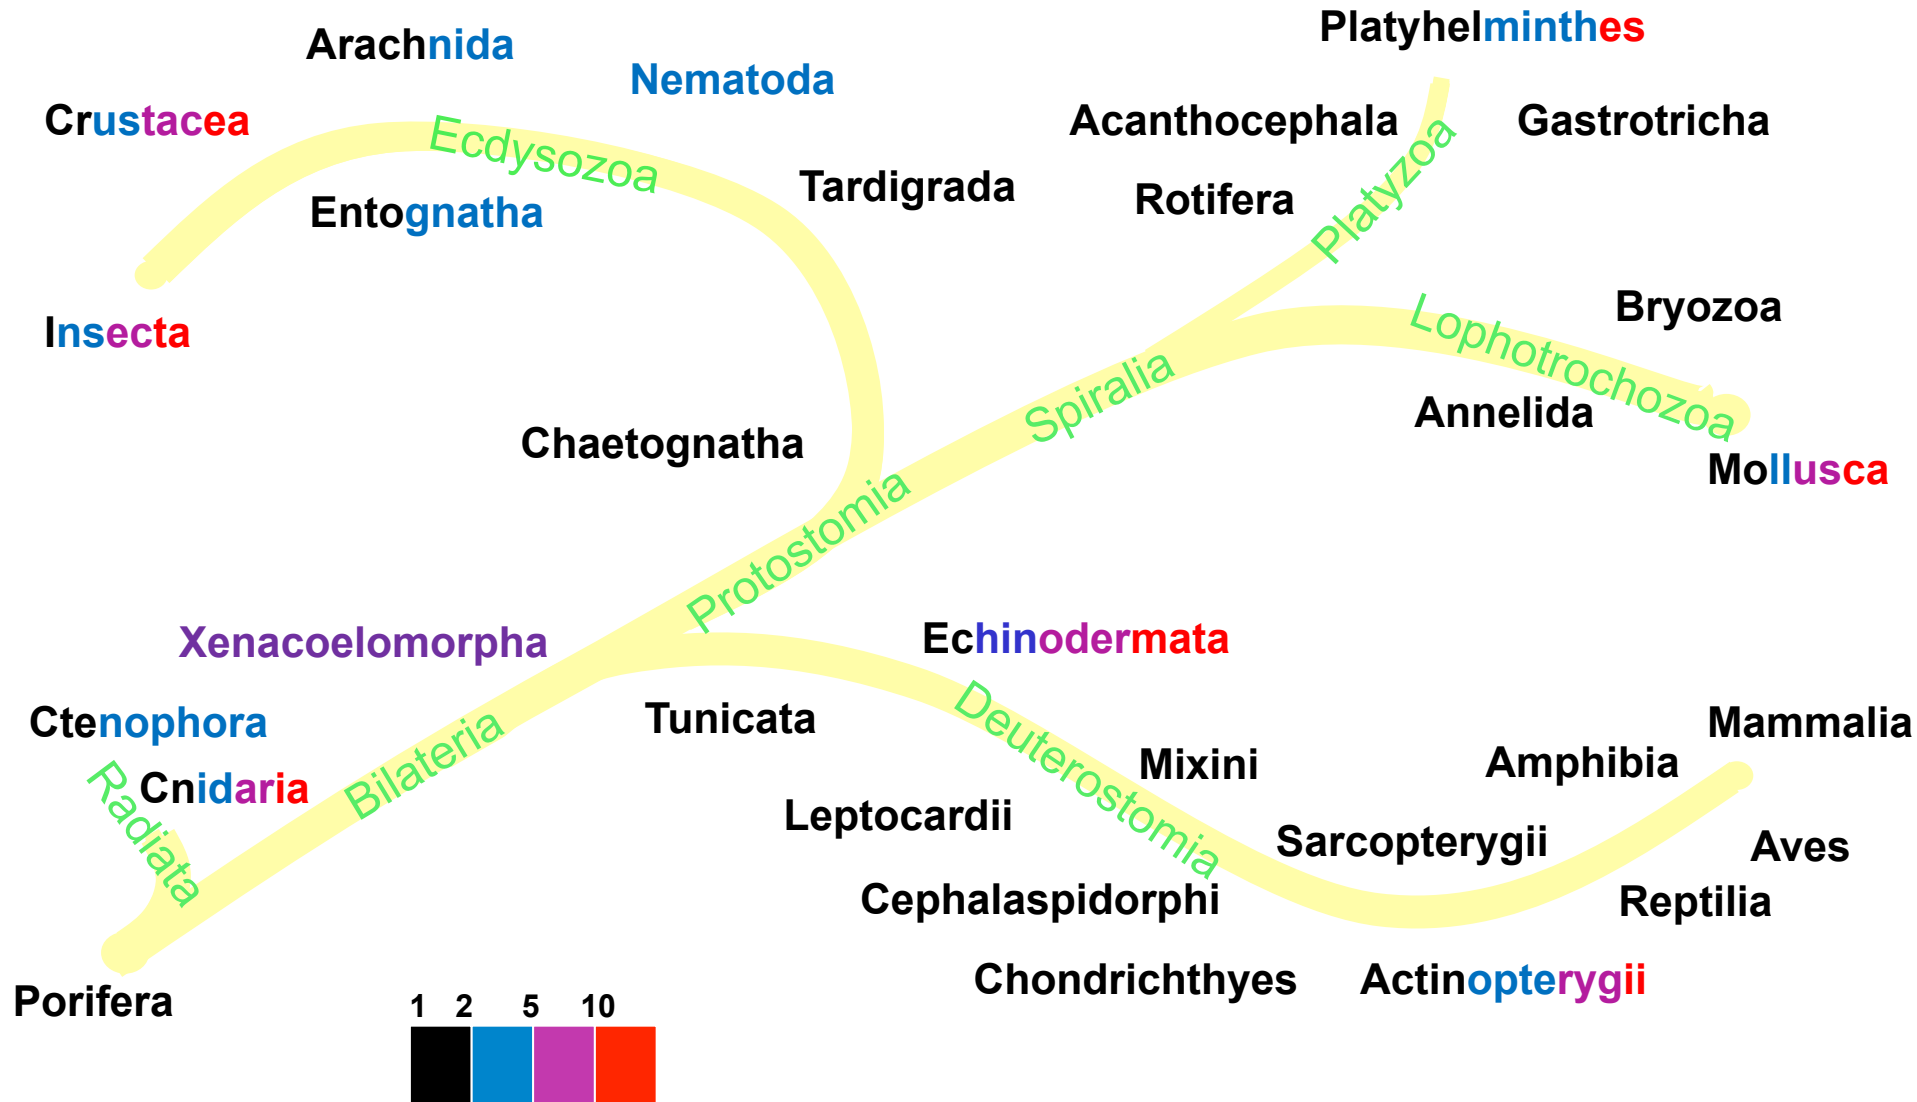 Platyhelminthes
Arachnida
Nematoda
Crustacea
Ecdysozoa
Acanthocephala
Gastrotricha
Tardigrada
Rotifera
Platyzoa
Entognatha
Bryozoa
Insecta
Lophotrochozoa
Spiralia
Annelida
Chaetognatha
Mollusca
Protostomia
Xenacoelomorpha
Echinodermata
Ctenophora
Tunicata
Mammalia
Deuterostomia
Bilateria
Mixini
Amphibia
Cnidaria
Radiata
Leptocardii
Sarcopterygii
Aves
Cephalaspidorphi
Reptilia
Chondrichthyes
Actinopterygii
Porifera
1 2 5 10